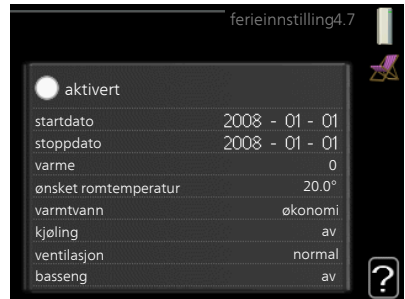 ferieinnstilling4.7
aktivert
startdato 2008 - 01 - 01
stoppdato 2008 - 01 - 01
varme 0
ønsket romtemperatur 20.0°
varmtvann økonomi
kjøling av
ventilasjon normal
basseng av
?